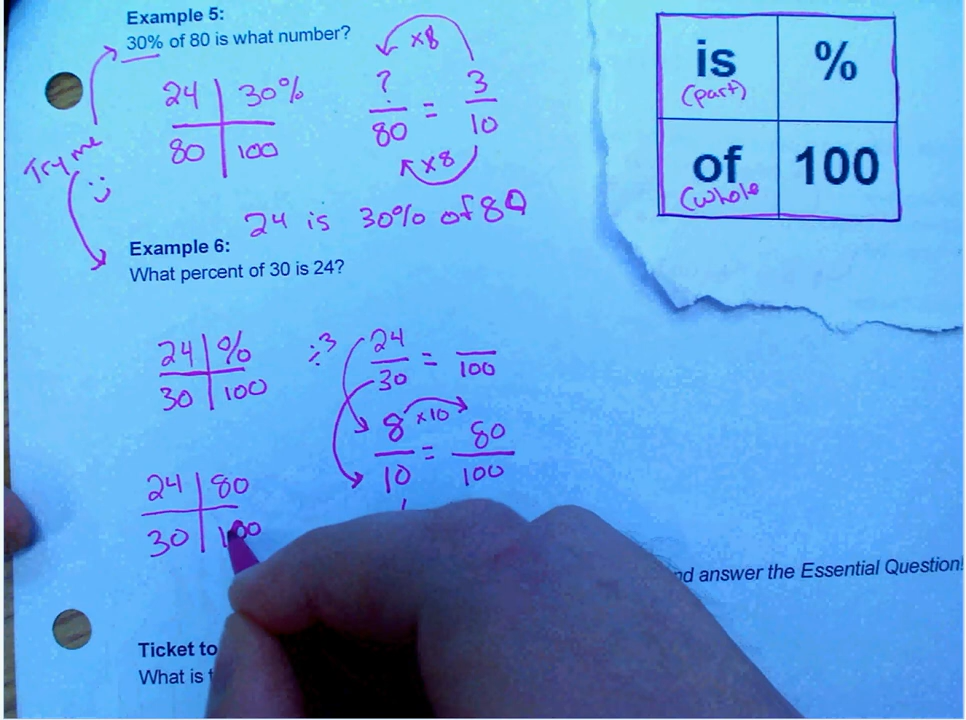 Example 5:
30% of 80 is what number?
24 30%
80 100
? 3
80 = 10
x8
x8
Try me
24 is 30% of 80
is %
(part)
of 100
(whole
Example 6:
What percent of 30 is 24?
24 %
30 100
÷3
24
30 = 100
8 x10 80
10 = 100
24 80
30 100
nd answer the Essential Question!
Ticket to
What is